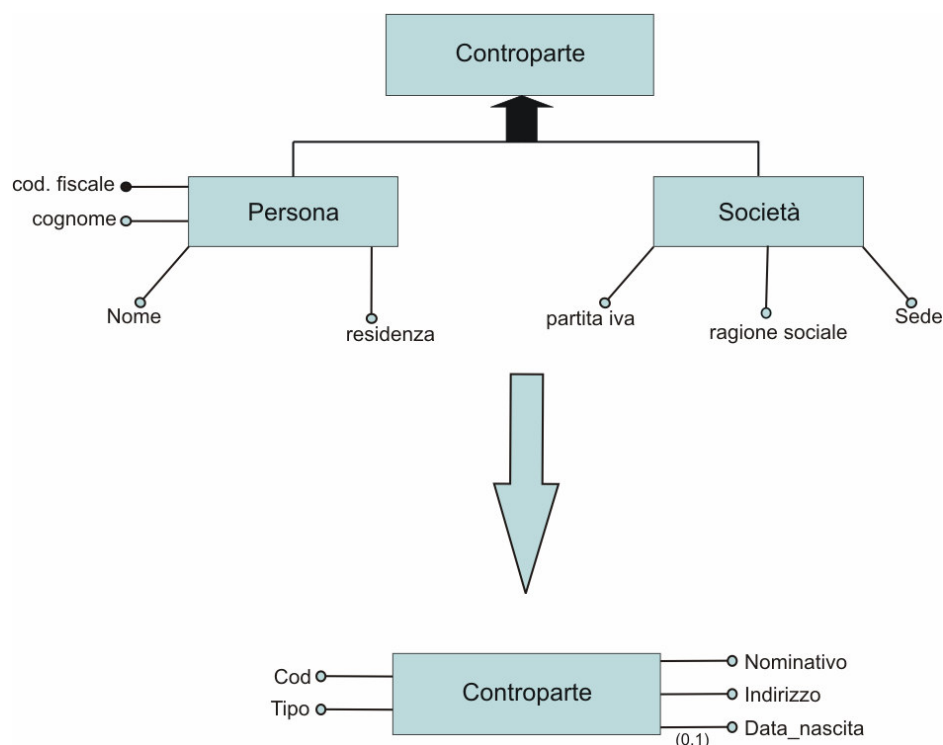 Controparte
cod. fiscale
cognome
Persona
Società
Nome
residenza
partita iva
ragione sociale
Sede
Cod
Tipo
Controparte
Nominativo
Indirizzo
Data_nascita
(0,1)